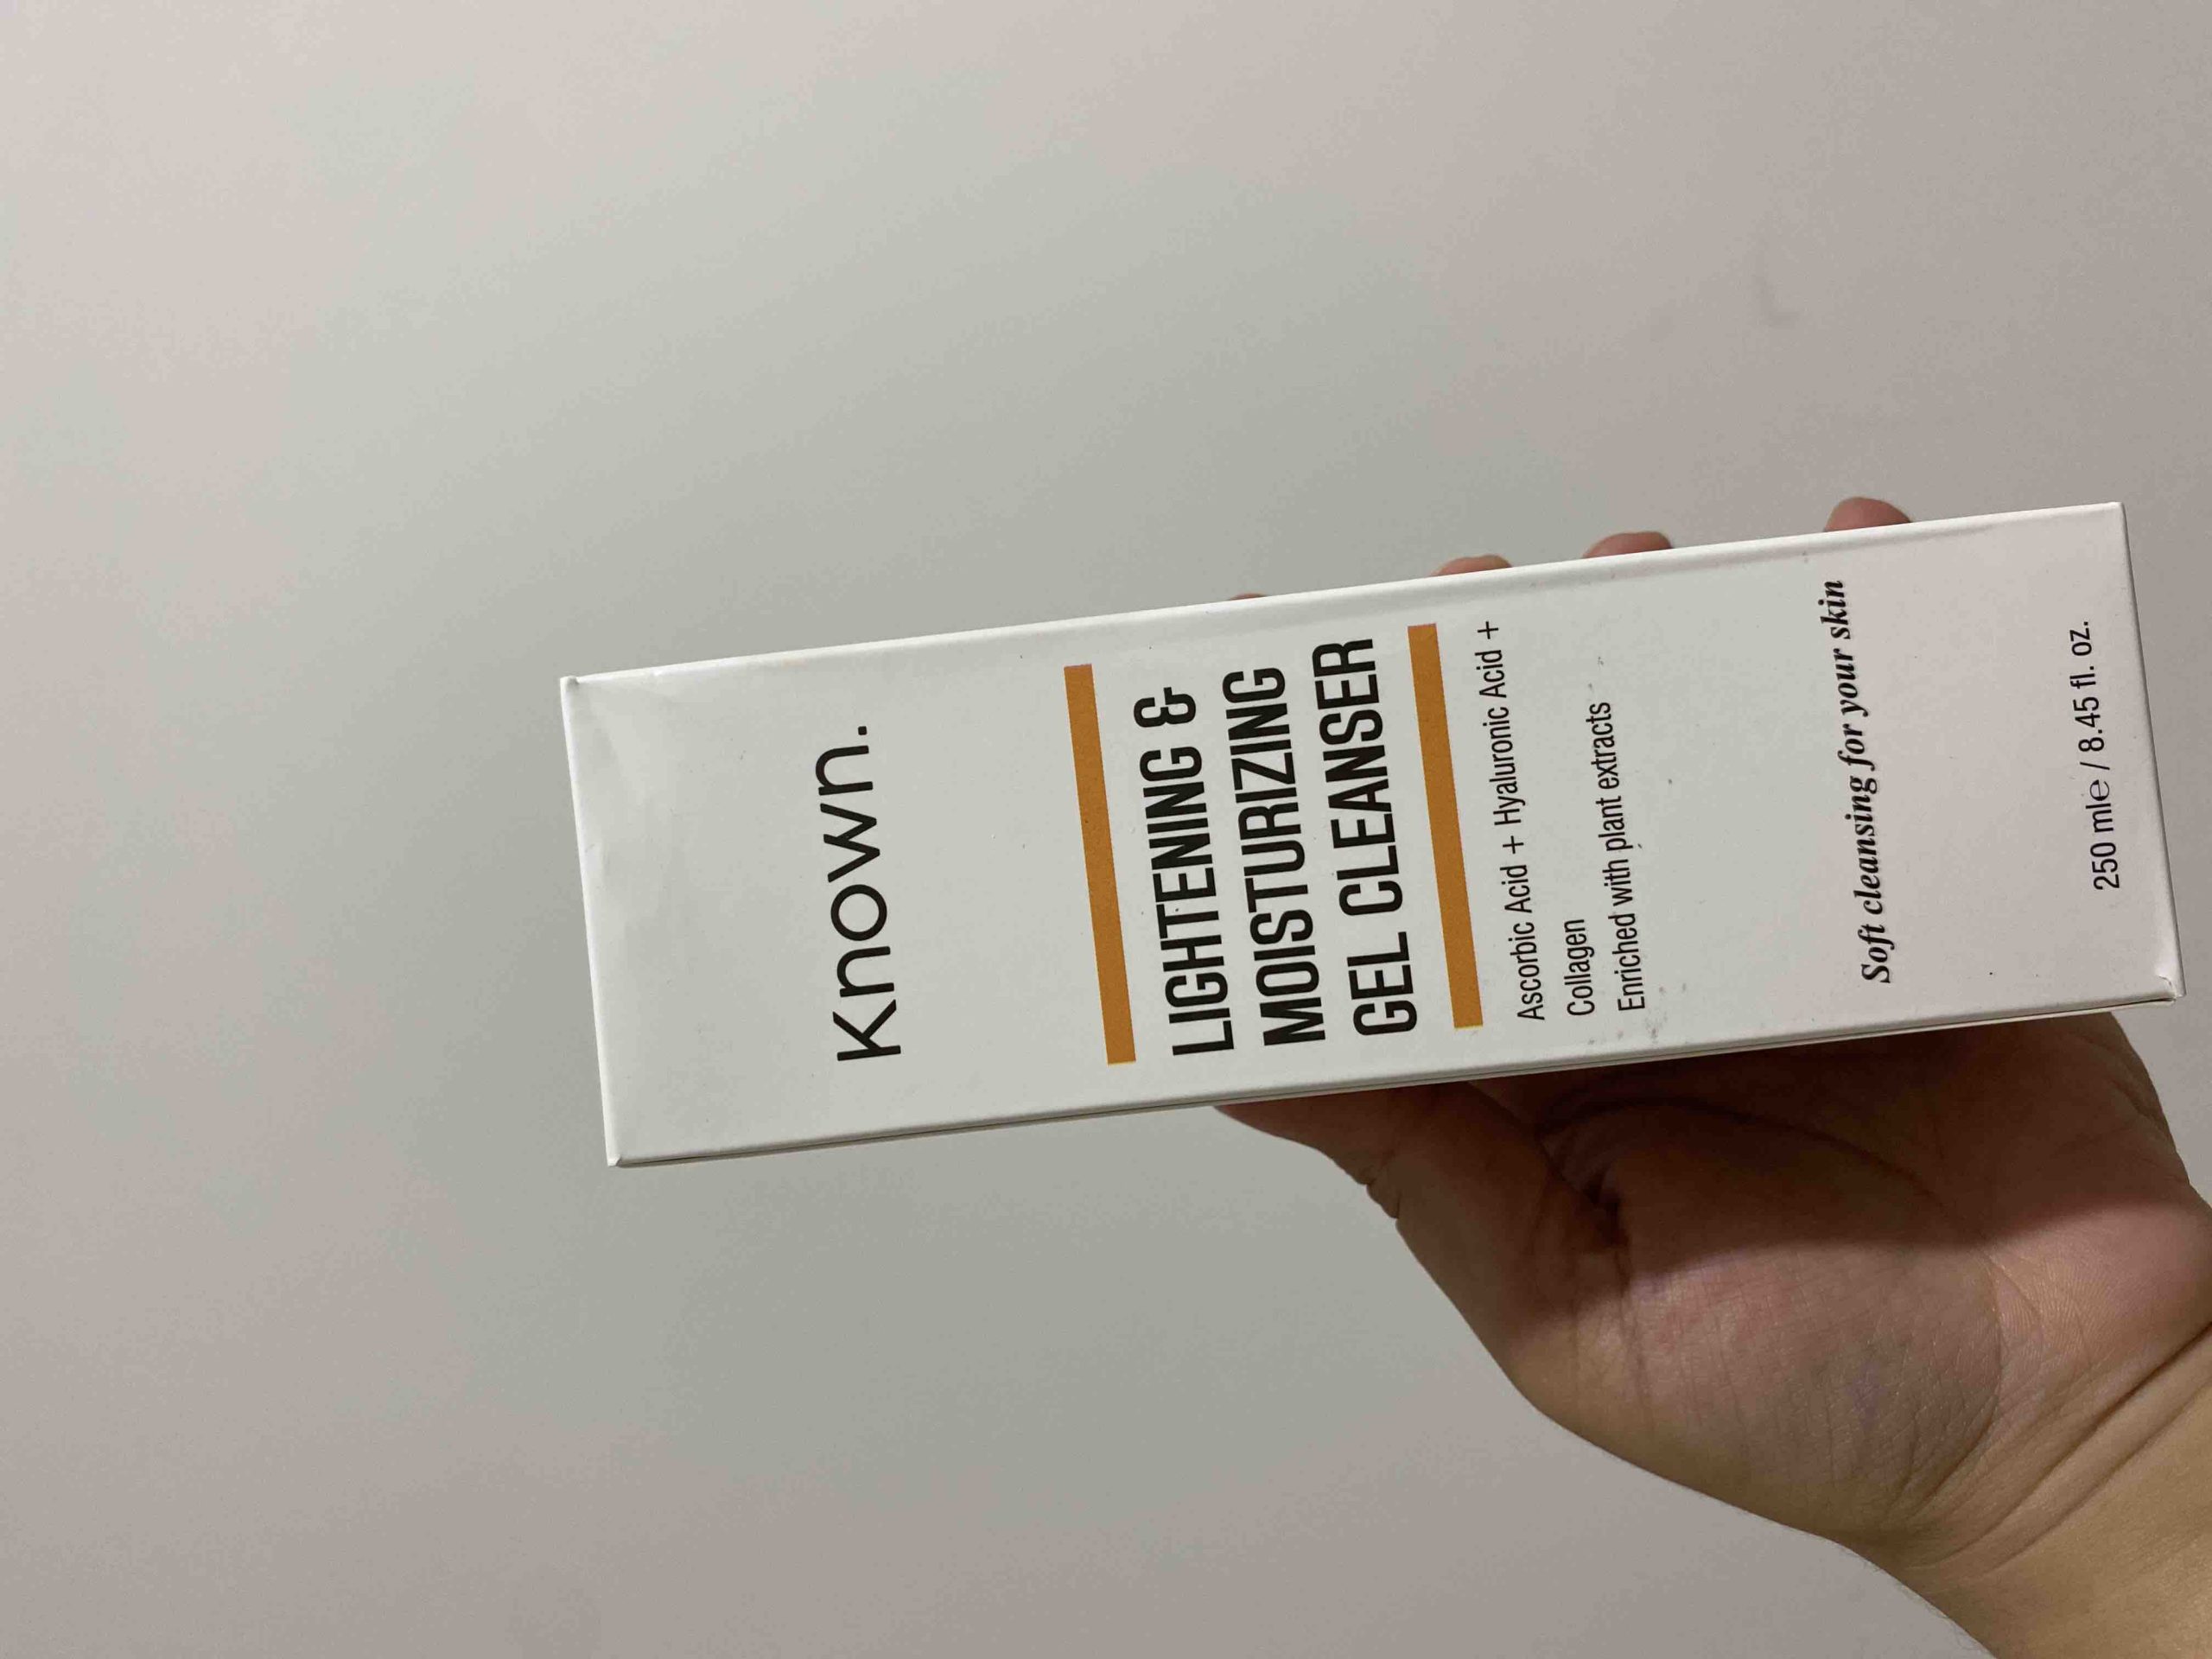 Known.
LIGHTENING &
MOISTURIZING
GEL CLEANSER
Ascorbic Acid + Hyaluronic Acid +
Collagen
Enriched with plant extracts
Soft cleansing for your skin
250 ml℮ / 8.45 fl. oz.